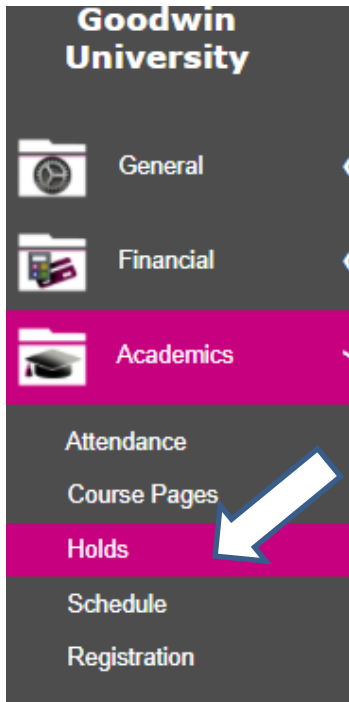 Goodwin
University
General
Financial
Academics
Attendance
Course Pages
Holds
Schedule
Registration